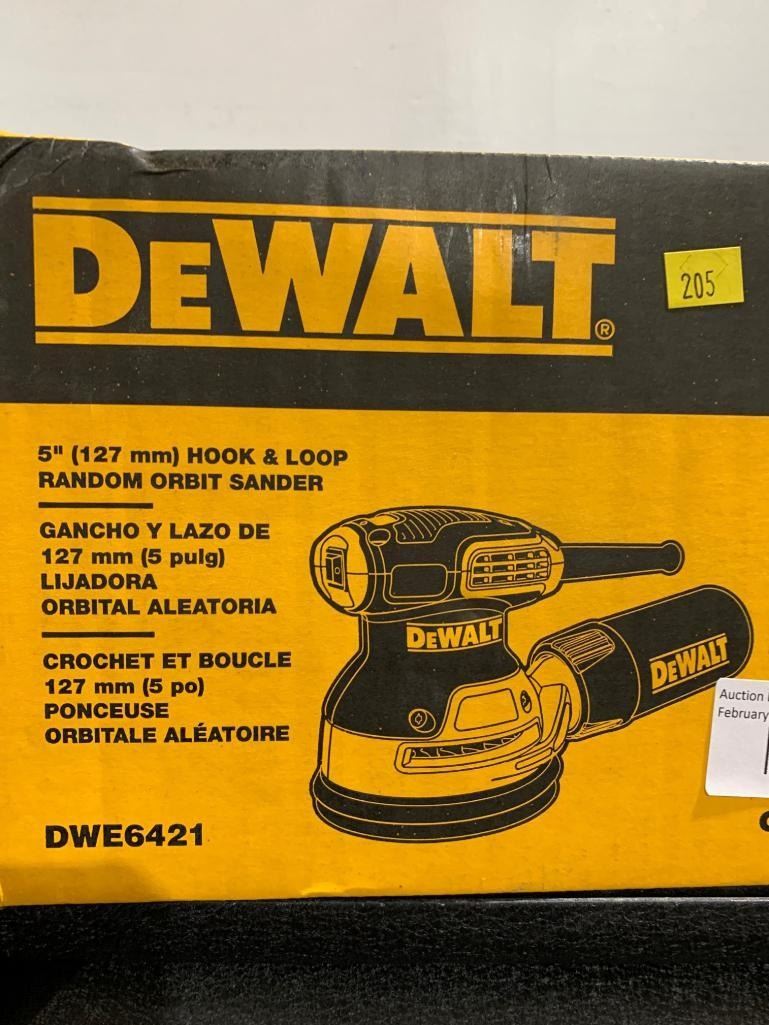 DEWALT®
205
5" (127 mm) HOOK & LOOP
RANDOM ORBIT SANDER
GANCHO Y LAZO DE
127 mm (5 pulg)
LIJADORA
ORBITAL ALEATORIA
CROCHET ET BOUCLE
127 mm (5 po)
PONCEUSE
ORBITALE ALÉATOIRE
DWE6421
DEWALT
DEWALT
Auction
February